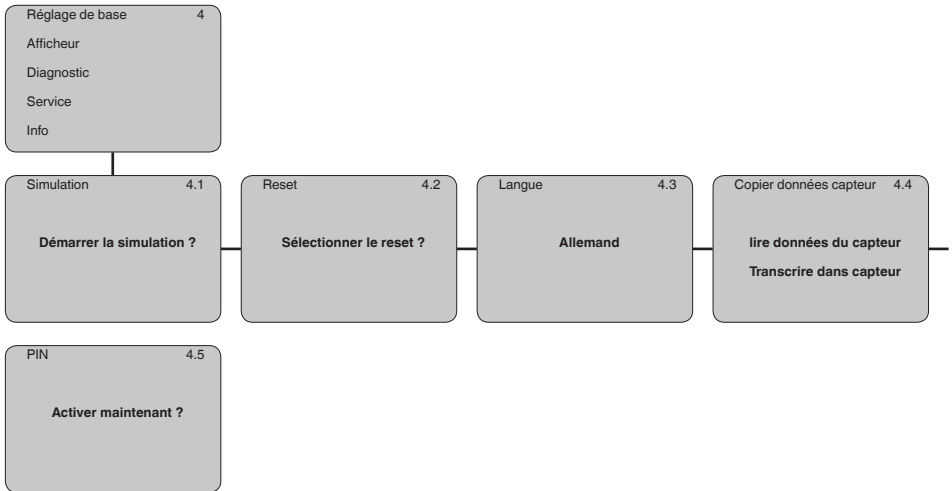 Réglage de base 4
Afficheur
Diagnostic
Service
Info
Simulation 4.1
Démarrer la simulation ?
Reset 4.2
Sélectionner le reset ?
Langue 4.3
Allemand
Copier données capteur 4.4
lire données du capteur
Transcrire dans capteur
PIN 4.5
Activer maintenant ?